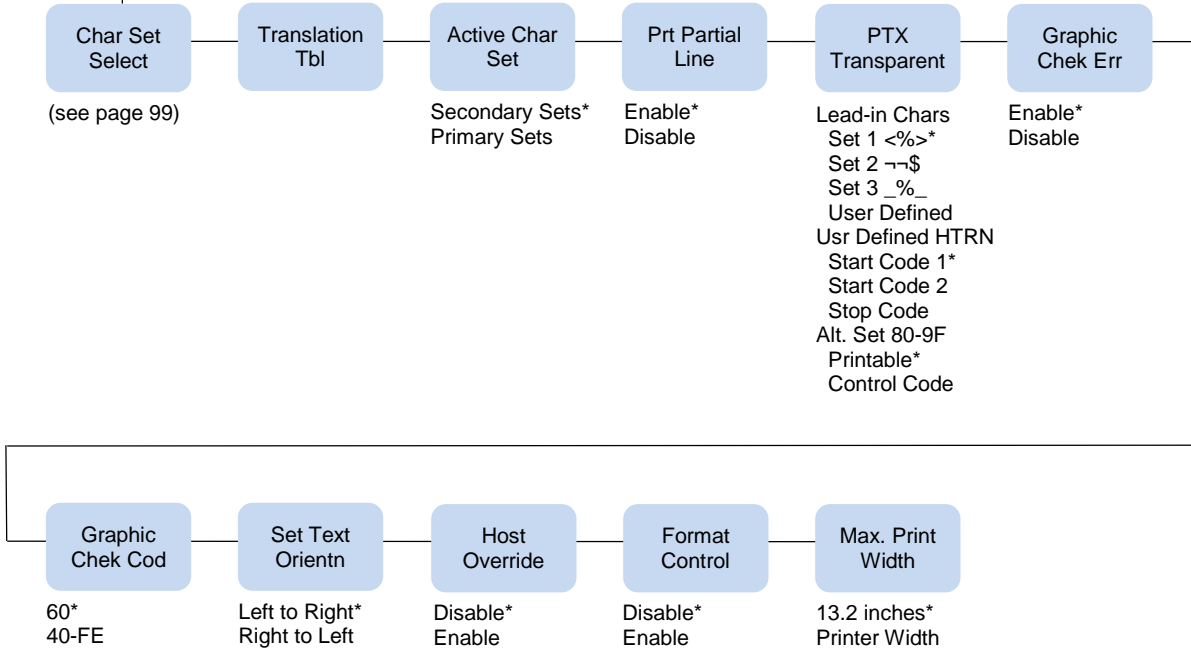 Char Set
Select
(see page 99)
Translation
Tbl
Active Char
Set
Secondary Sets*
Primary Sets
Prt Partial
Line
Enable*
Disable
PTX
Transparent
Lead-in Chars
Set 1 <%>*
Set 2 ¬¬$
Set 3 _%_
User Defined
Usr Defined HTRN
Start Code 1*
Start Code 2
Stop Code
Alt. Set 80-9F
Printable*
Control Code
Graphic
Chek Err
Enable*
Disable
Graphic
Chek Cod
60*
40-FE
Set Text
Orientn
Left to Right*
Right to Left
Host
Override
Disable*
Enable
Format
Control
Disable*
Enable
Max. Print
Width
13.2 inches*
Printer Width